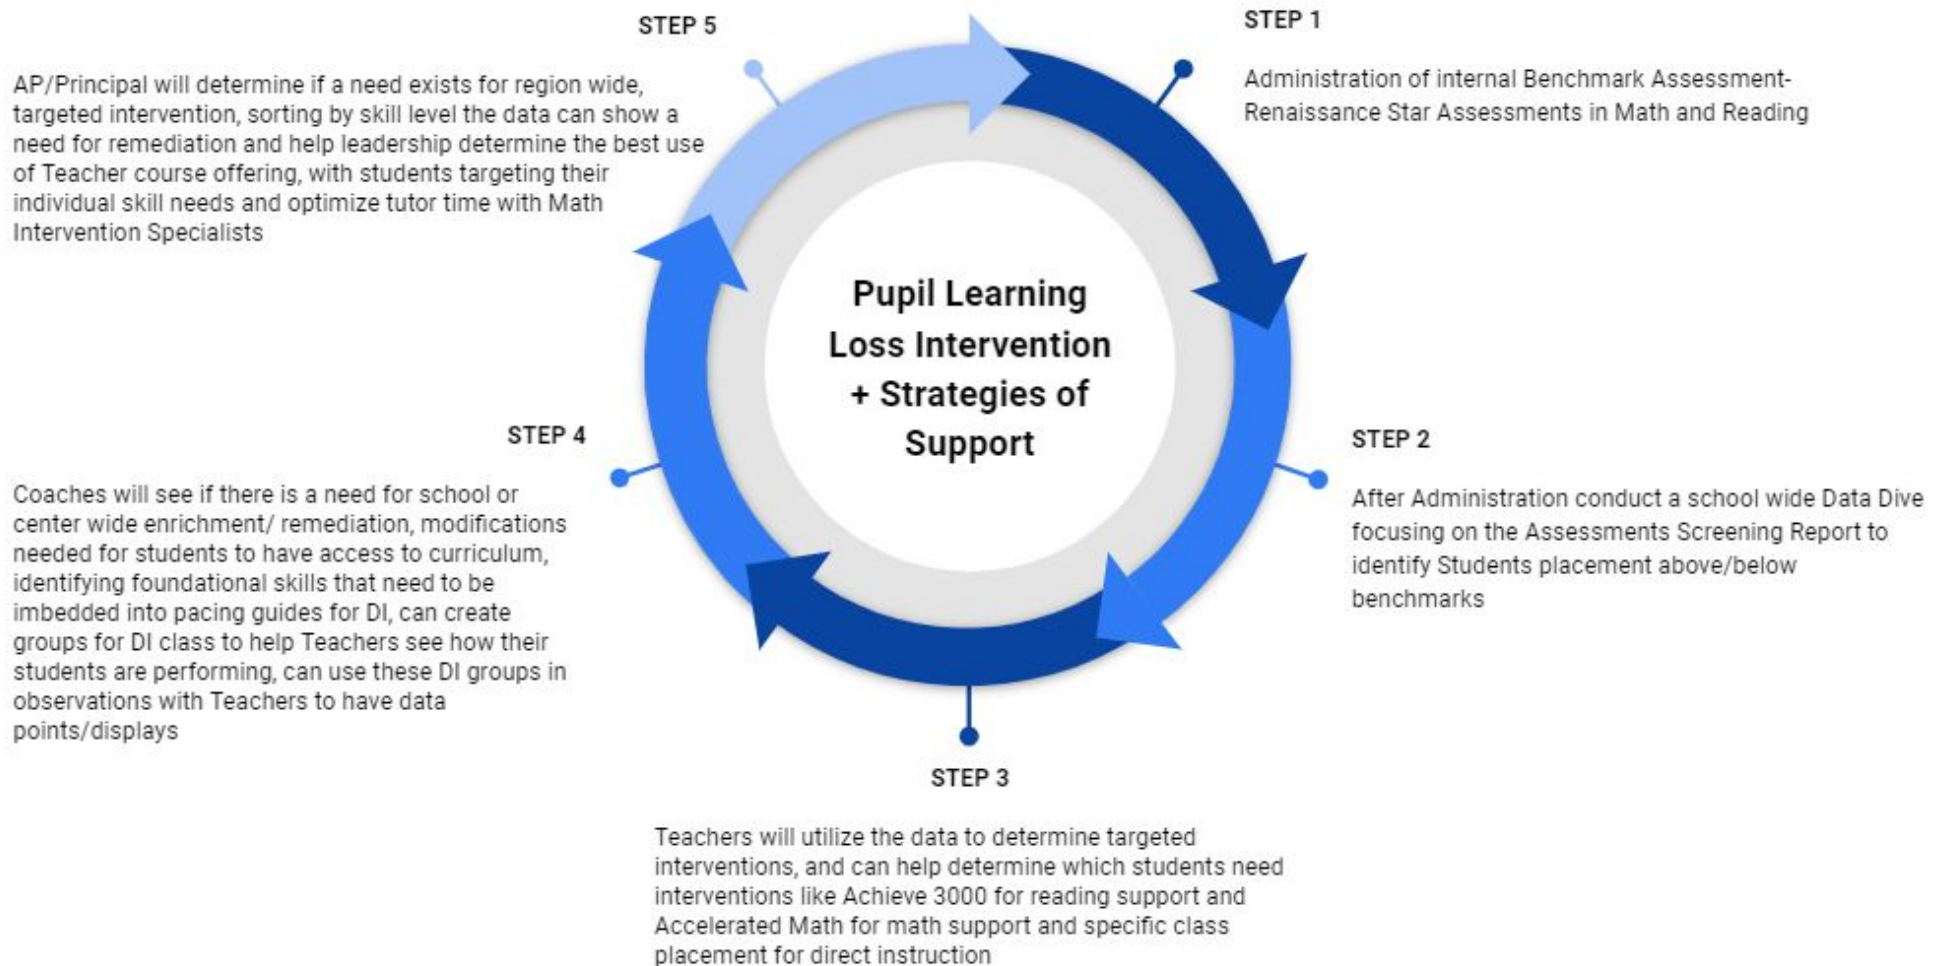 STEP 1
Administration of internal Benchmark Assessment-
Renaissance Star Assessments in Math and Reading
STEP 2
After Administration conduct a school wide Data Dive
focusing on the Assessments Screening Report to
identify Students placement above/below
benchmarks
STEP 3
Teachers will utilize the data to determine targeted
interventions, and can help determine which students need
interventions like Achieve 3000 for reading support and
Accelerated Math for math support and specific class
placement for direct instruction
STEP 4
Coaches will see if there is a need for school or
center wide enrichment/ remediation, modifications
needed for students to have access to curriculum,
identifying foundational skills that need to be
imbedded into pacing guides for DI, can create
groups for DI class to help Teachers see how their
students are performing, can use these DI groups in
observations with Teachers to have data
points/displays
STEP 5
AP/Principal will determine if a need exists for region wide,
targeted intervention, sorting by skill level the data can show a
need for remediation and help leadership determine the best use
of Teacher course offering, with students targeting their
individual skill needs and optimize tutor time with Math
Intervention Specialists
Pupil Learning
Loss Intervention
+ Strategies of
Support